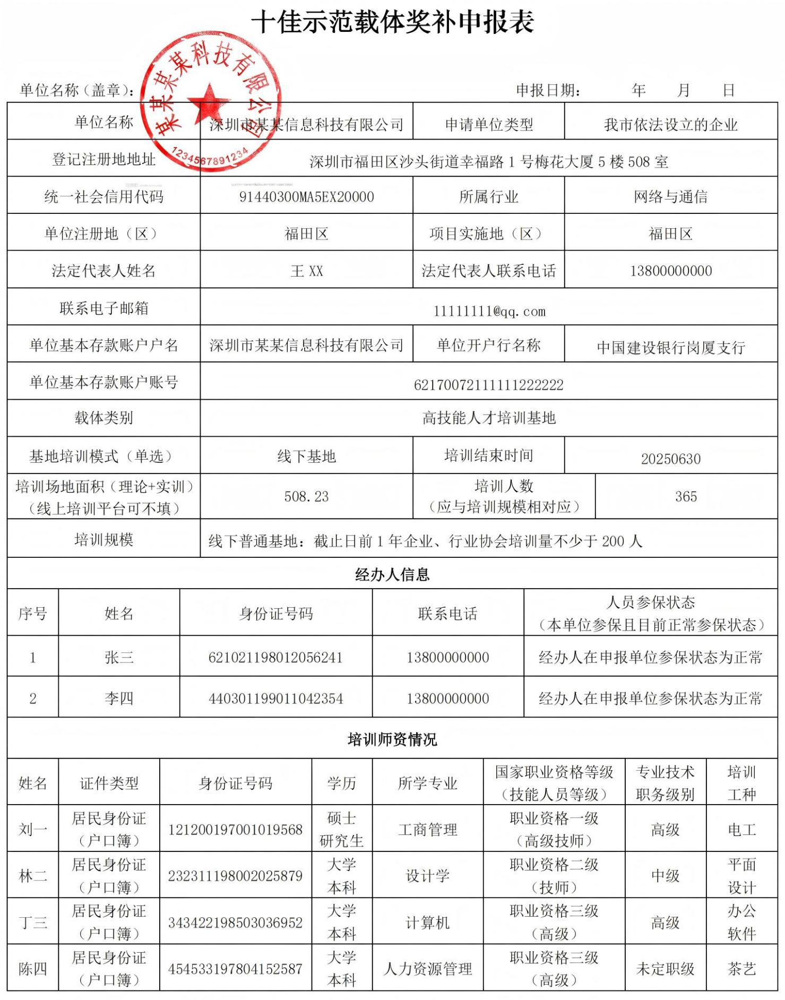 十佳示范载体奖补申报表
某某某某科技有限公司
1234567891234
单位名称（盖章）： 申报日期： 年 月 日
单位名称 深圳市某某信息科技有限公司 申请单位类型 我市依法设立的企业
登记注册地地址 深圳市福田区沙头街道幸福路 1 号梅花大厦 5 楼 508 室
统一社会信用代码 91440300MA5EX20000 所属行业 网络与通信
单位注册地（区） 福田区 项目实施地（区） 福田区
法定代表人姓名 王 XX 法定代表人联系电话 13800000000
联系电子邮箱 11111111@qq.com
单位基本存款账户户名 深圳市某某信息科技有限公司 单位开户行名称 中国建设银行岗厦支行
单位基本存款账户账号 62170072111111222222
载体类别 高技能人才培训基地
基地培训模式（单选） 线下基地 培训结束时间 20250630
培训场地面积（理论+实训）
（线上培训平台可不填） 508.23 培训人数
（应与培训规模相对应） 365
培训规模 线下普通基地：截止日前 1 年企业、行业协会培训量不少于 200 人
经办人信息
序号 姓名 身份证号码 联系电话 人员参保状态
（本单位参保且目前正常参保状态）
1 张三 621021198012056241 13800000000 经办人在申报单位参保状态为正常
2 李四 440301199011042354 13800000000 经办人在申报单位参保状态为正常
培训师资情况
姓名 证件类型 身份证号码 学历 所学专业 国家职业资格等级
（技能人员等级） 专业技术
职务级别 培训
工种
刘一 居民身份证
（户口簿） 121200197001019568 硕士
研究生 工商管理 职业资格一级
（高级技师） 高级 电工
林二 居民身份证
（户口簿） 232311198002025879 大学
本科 设计学 职业资格二级
（技师） 中级 平面
设计
丁三 居民身份证
（户口簿） 343422198503036952 大学
本科 计算机 职业资格三级
（高级） 高级 办公
软件
陈四 居民身份证
（户口簿） 454533197804152587 大学
本科 人力资源管理 职业资格三级
（高级） 未定职级 茶艺